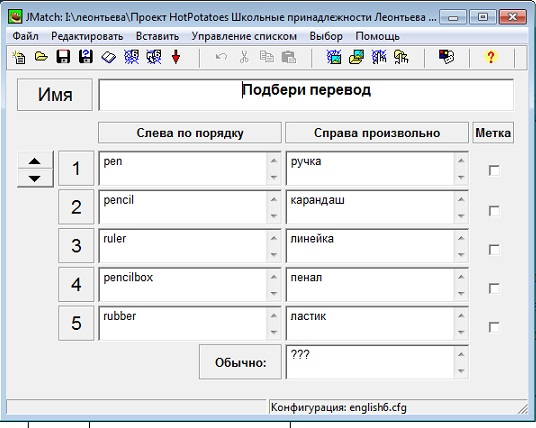 JMatch: I:\леонтьева\Проект HotPotatoes Школьные принадлежности Леонтьева ...
Файл Редактировать Вставить Управление списком Выбор Помощь
Имя Подбери перевод
Слева по порядку Справа произвольно Метка
1 pen ручка
2 pencil карандаш
3 ruler линейка
4 pencilbox пенал
5 rubber ластик
Обычно: ???
Конфигурация: english6.cfg